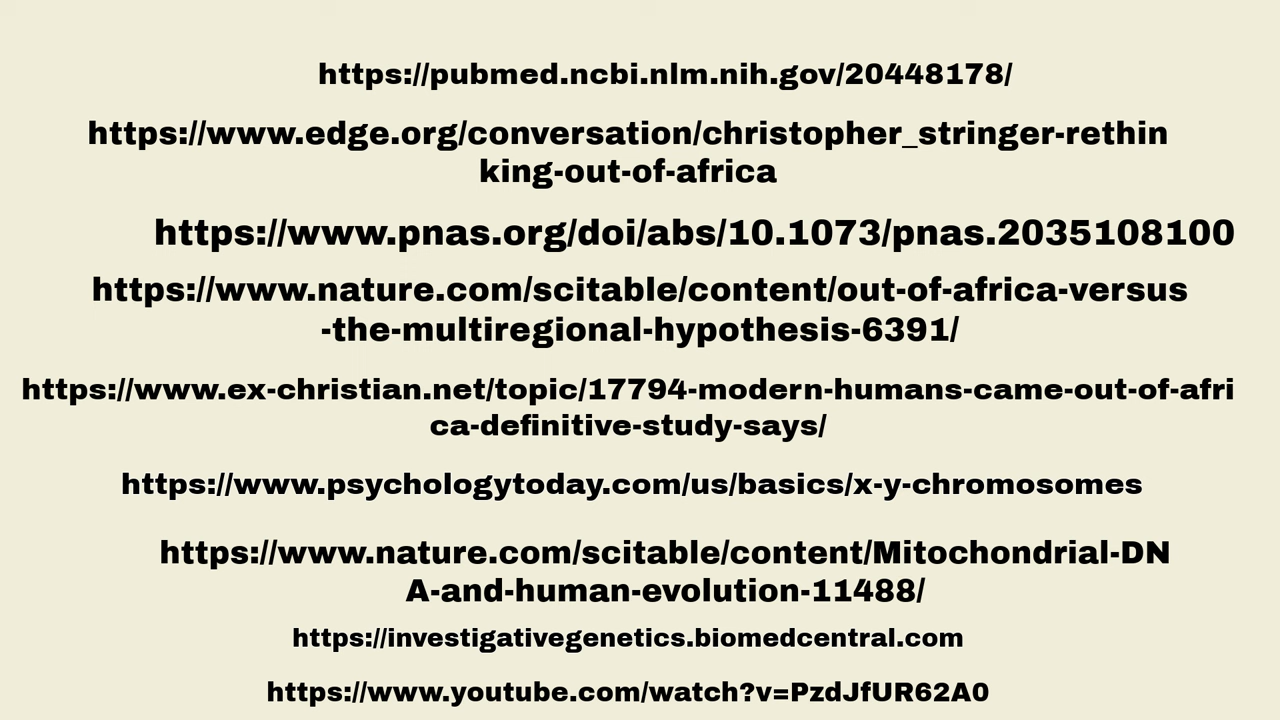 https://pubmed.ncbi.nlm.nih.gov/20448178/
https://www.edge.org/conversation/christopher_stringer-rethin
king-out-of-africa
https://www.pnas.org/doi/abs/10.1073/pnas.2035108100
https://www.nature.com/scitable/content/out-of-africa-versus
-the-multiregional-hypothesis-6391/
https://www.ex-christian.net/topic/17794-modern-humans-came-out-of-afri
ca-definitive-study-says/
https://www.psychologytoday.com/us/basics/x-y-chromosomes
https://www.nature.com/scitable/content/Mitochondrial-DN
A-and-human-evolution-11488/
https://investigativegenetics.biomedcentral.com
https://www.youtube.com/watch?v=PzdJfUR62A0